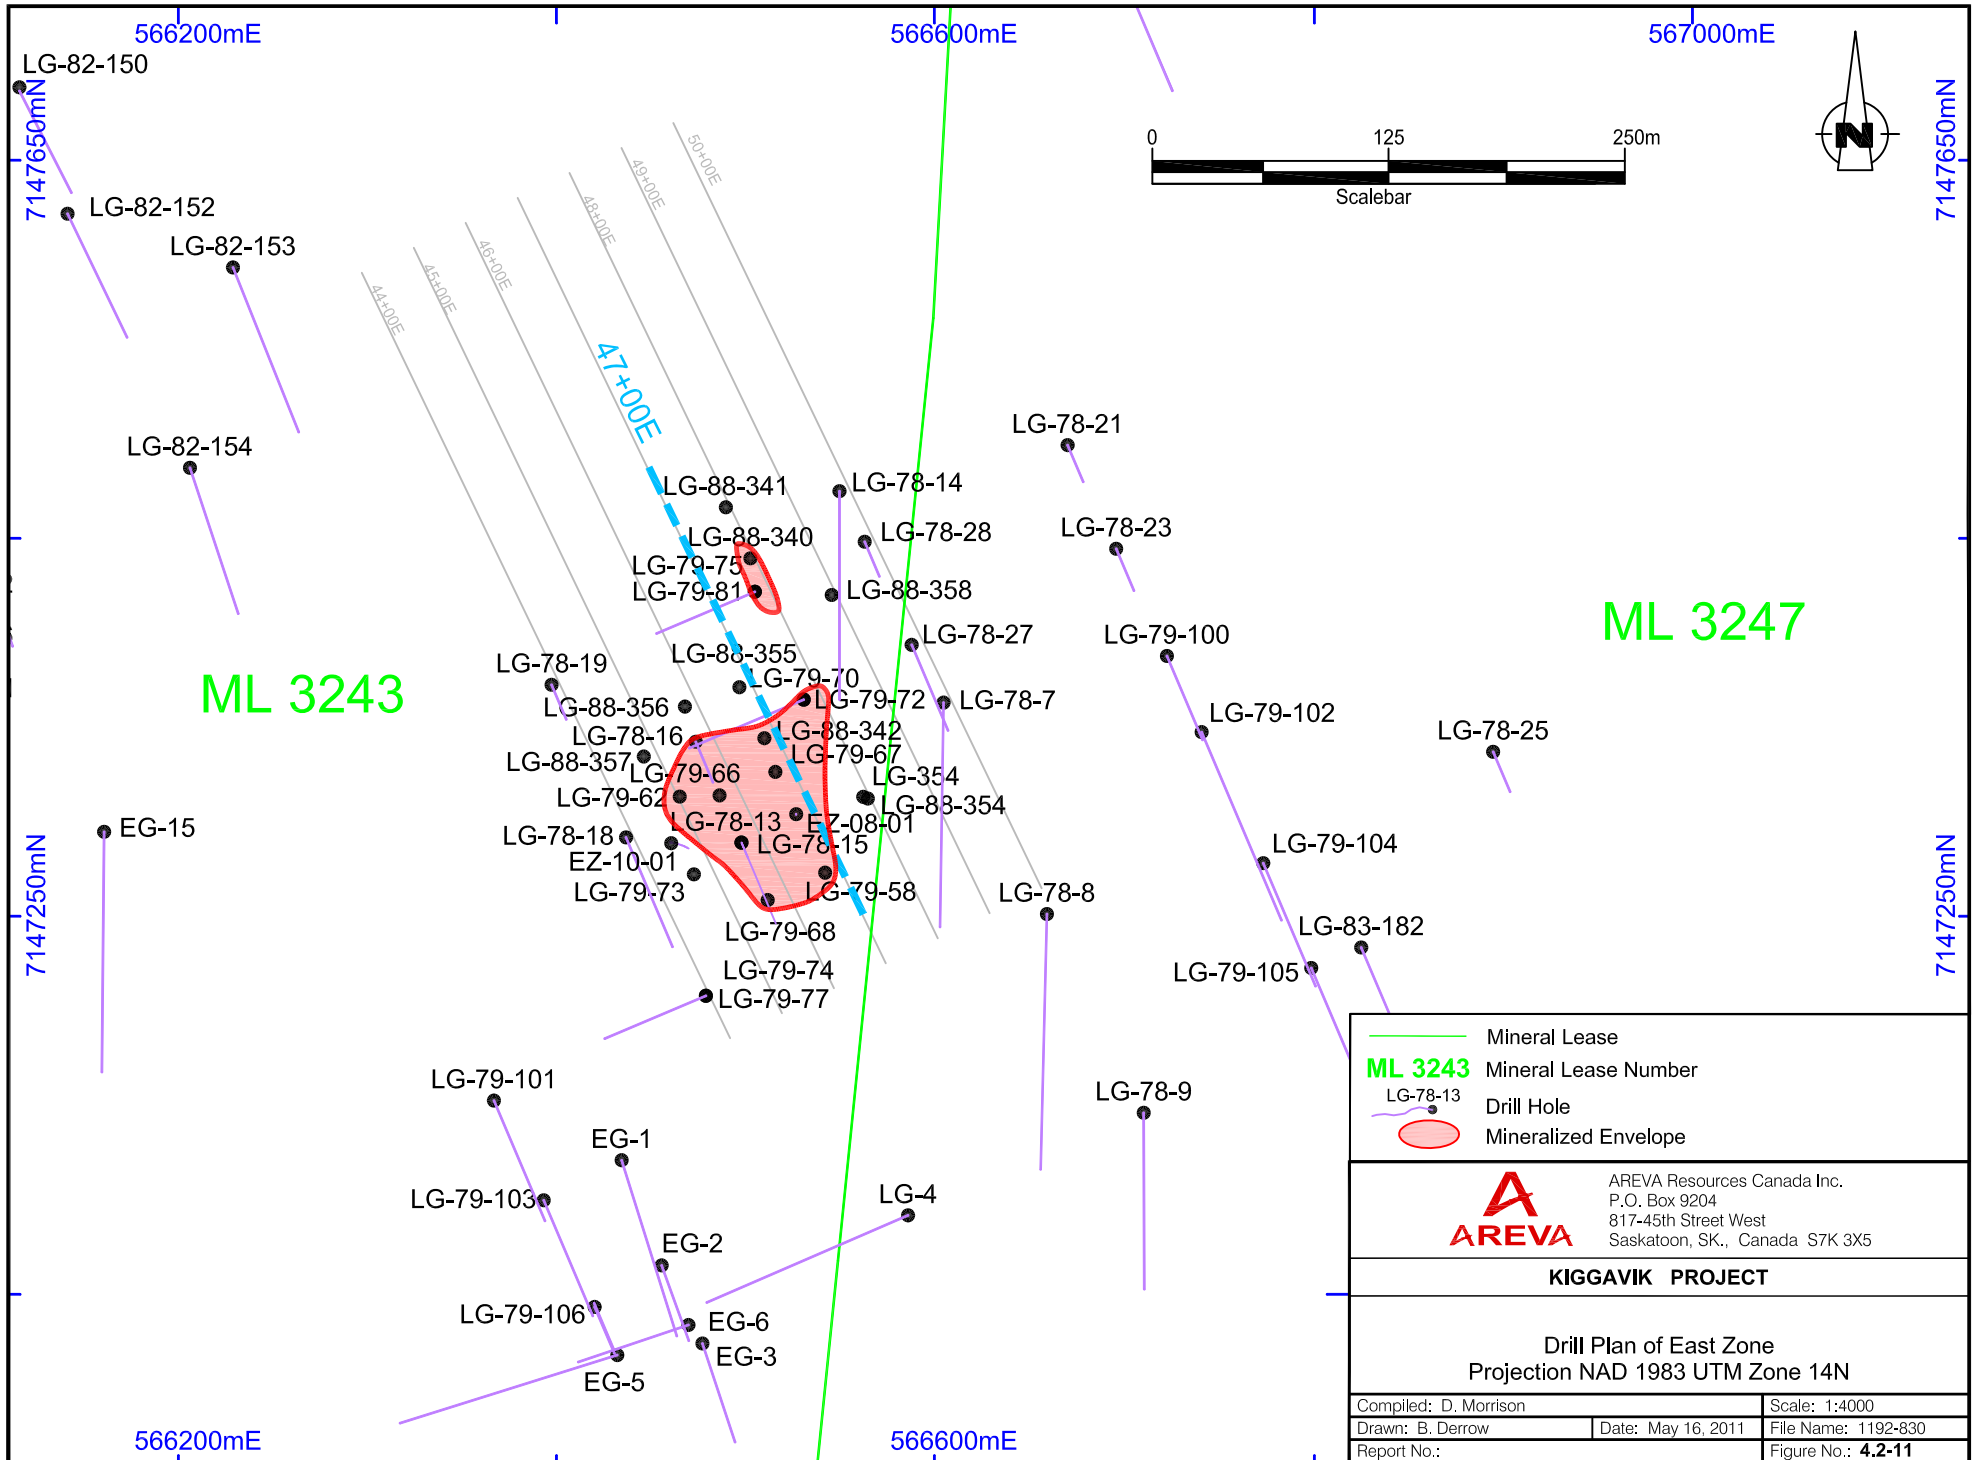 566200mE
566600mE
567000mE
LG-82-150
7147650mN
7147650mN
0
125
250m
Scalebar
N
50+00E
49+00E
48+00E
46+00E
45+00E
44+00E
47+00E
LG-82-152
LG-82-153
LG-82-154
LG-78-21
LG-88-341
LG-78-14
LG-88-340
LG-78-28
LG-78-23
LG-79-75
LG-79-81
LG-88-358
ML 3247
LG-78-27
LG-79-100
LG-88-355
LG-78-19
LG-79-70
ML 3243
LG-79-72
LG-78-7
LG-88-356
LG-79-102
LG-78-16
LG-88-342
LG-78-25
LG-88-357
LG-79-67
LG-79-66
LG-354
LG-79-62
LG-88-354
EG-15
LG-78-18
LG-78-13
EZ-08-01
LG-78-15
LG-79-104
EZ-10-01
LG-79-73
LG-79-58
LG-78-8
7147250mN
7147250mN
LG-79-68
LG-83-182
LG-79-74
LG-79-105
LG-79-77
LG-79-101
LG-78-9
EG-1
LG-79-103
LG-4
EG-2
LG-79-106
EG-6
EG-3
EG-5
566200mE
566600mE
Mineral Lease
ML 3243 Mineral Lease Number
LG-78-13
Drill Hole
Mineralized Envelope
AREVA
AREVA Resources Canada Inc.
P.O. Box 9204
817-45th Street West
Saskatoon, SK., Canada S7K 3X5
KIGGAVIK PROJECT
Drill Plan of East Zone
Projection NAD 1983 UTM Zone 14N
Compiled: D. Morrison
Scale: 1:4000
Drawn: B. Derrow
Date: May 16, 2011
File Name: 1192-830
Report No.:
Figure No.: 4.2-11